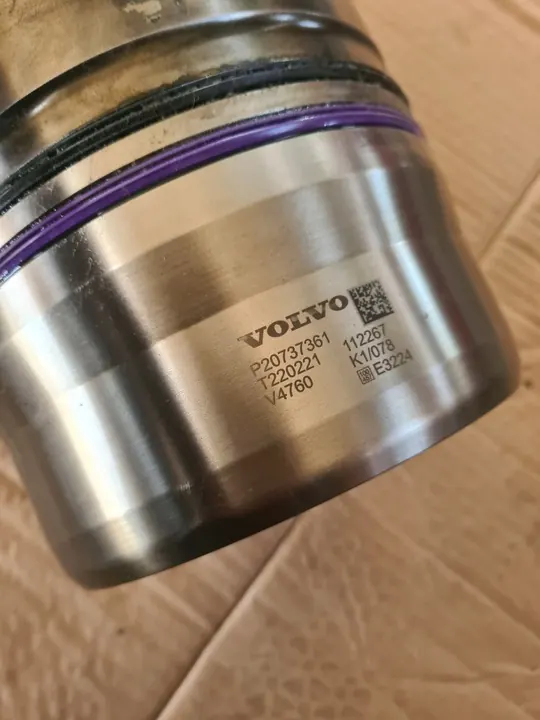 VOLVO
P20737361 112267
T220221 K1/078
V4760 E3224